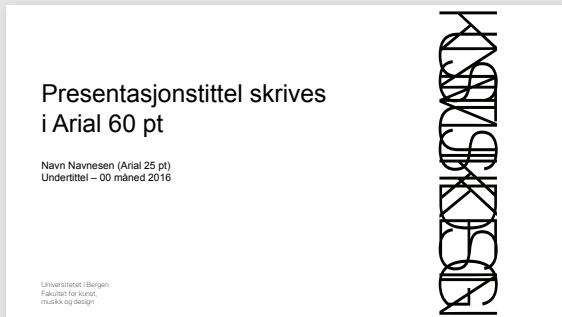 Presentasjonstittel skrives
i Arial 60 pt
Navn Navnesen (Arial 25 pt)
Undertittel – 00 måned 2016
Universitetet i Bergen
Fakultet for kunst,
musikk og design